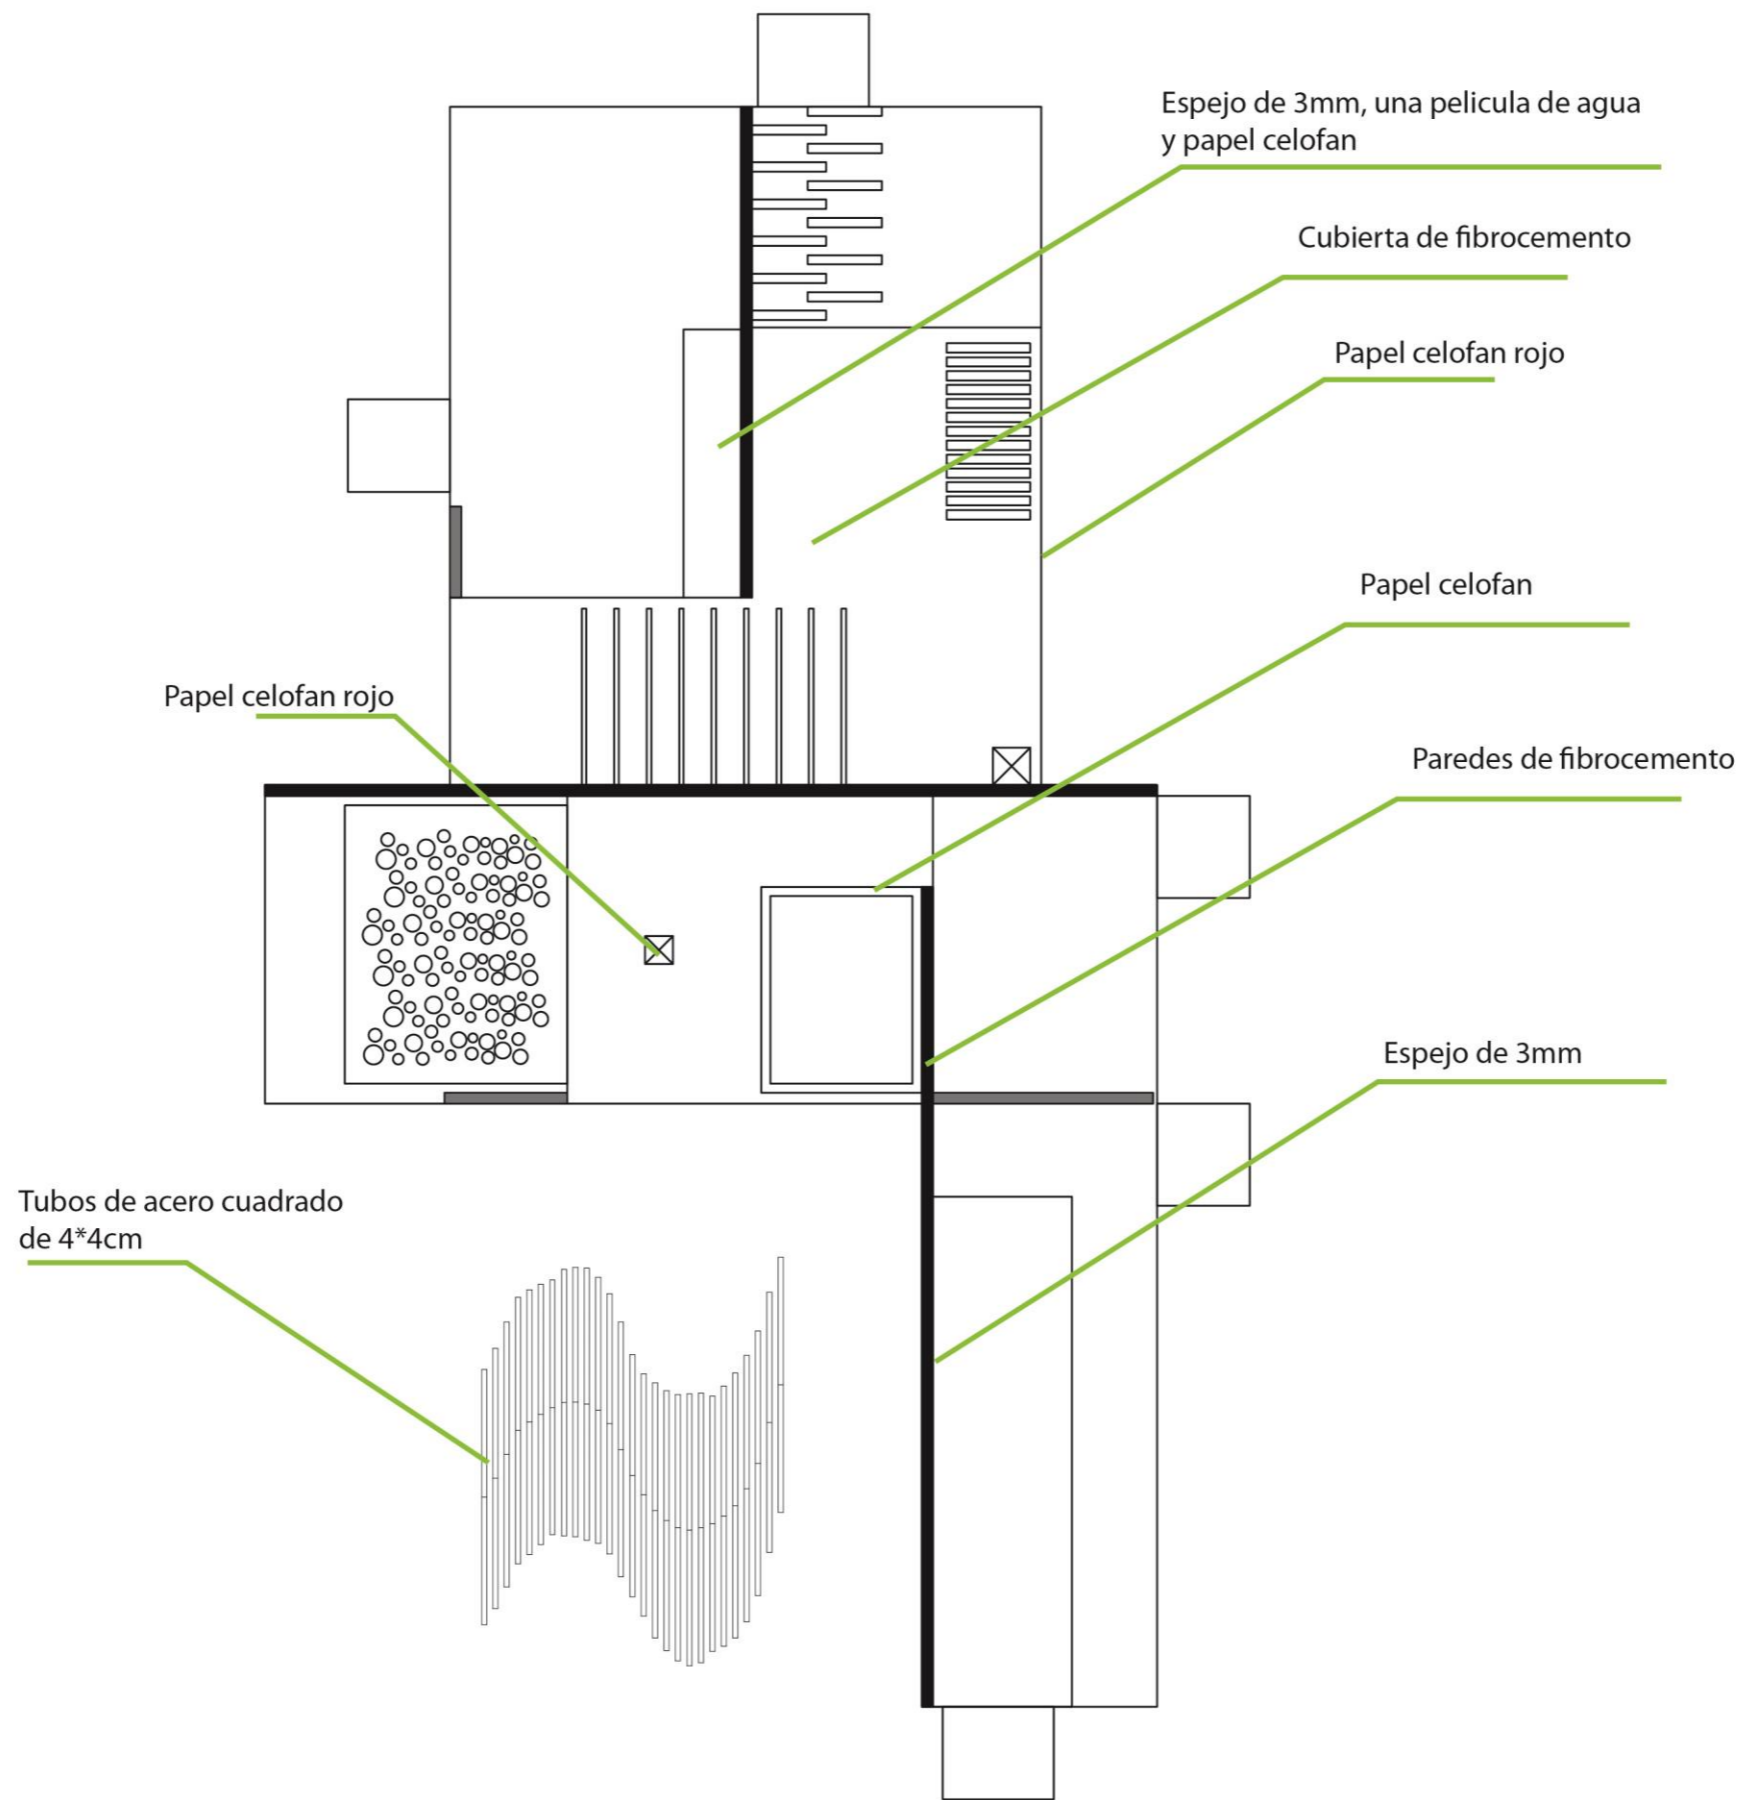 Espejo de 3mm, una pelicula de agua
y papel celofan
Cubierta de fibrocemento
Papel celofan rojo
Papel celofan
Papel celofan rojo
Paredes de fibrocemento
Espejo de 3mm
Tubos de acero cuadrado
de 4*4cm